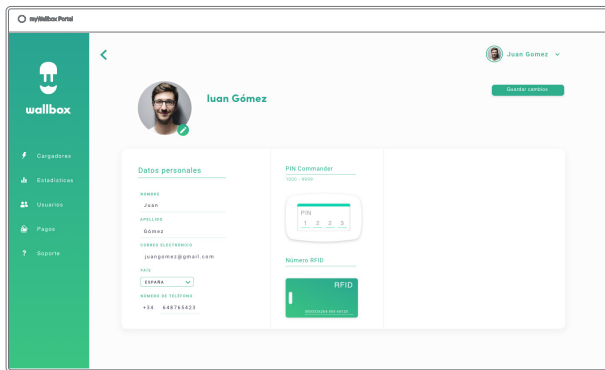 myWallbox Portal
Juan Gomez
wallbox
Guardar cambios
Juan Gómez
Cargadores
Estadísticas
Usuarios
Pagos
Soporte
Datos personales
NOMBRE
Juan
APELLIDO
Gómez
CORREO ELECTRÓNICO
juangomez@gmail.com
PAÍS
ESPAÑA
NÚMERO DE TELÉFONO
+34 648765423
PIN Commander
1000 - 9999
PIN
1 2 2 3
Número RFID
RFID